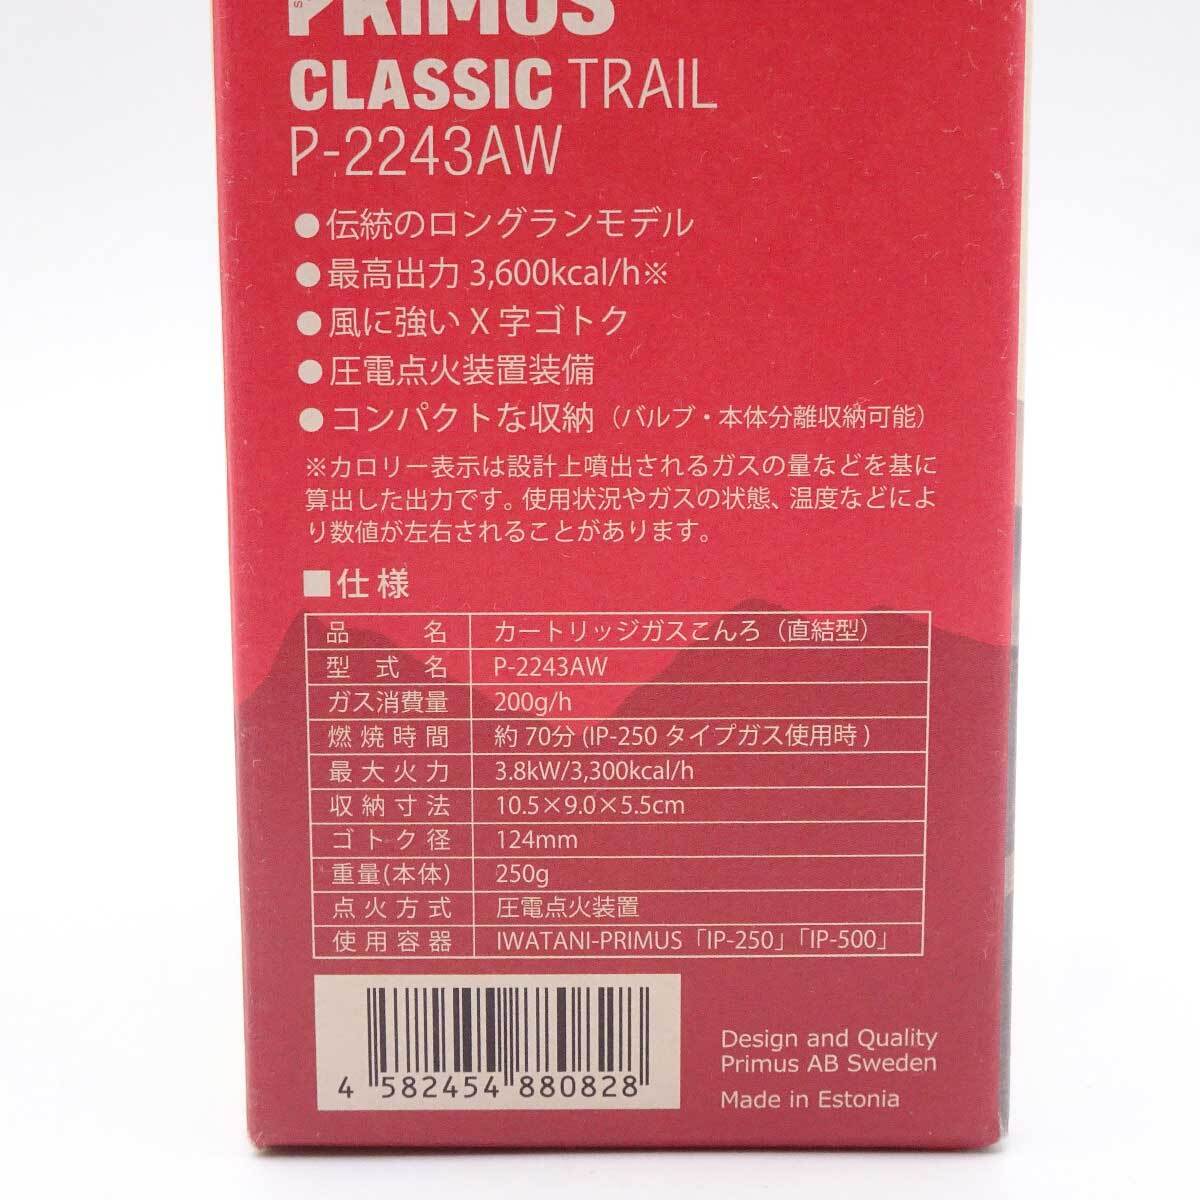 PRIMUS
CLASSIC TRAIL
P-2243AW
●伝統のロングランモデル
●最高出力 3,600kcal/h※
●風に強い X 字ゴトク
●圧電点火装置装備
●コンパクトな収納（バルブ・本体分離収納可能）
※カロリー表示は設計上噴出されるガスの量などを基に
算出した出力です。使用状況やガスの状態、温度などによ
り数値が左右されることがあります。
■仕様
品名 カートリッジガスこんろ（直結型）
型式名 P-2243AW
ガス消費量 200g/h
燃焼時間 約70分(IP-250 タイプガス使用時)
最大火力 3.8kW/3,300kcal/h
収納寸法 10.5×9.0×5.5cm
ゴトク径 124mm
重量(本体) 250g
点火方式 圧電点火装置
使用容器 IWATANI-PRIMUS「IP-250」「IP-500」
4 582454 880828
Design and Quality
Primus AB Sweden
Made in Estonia